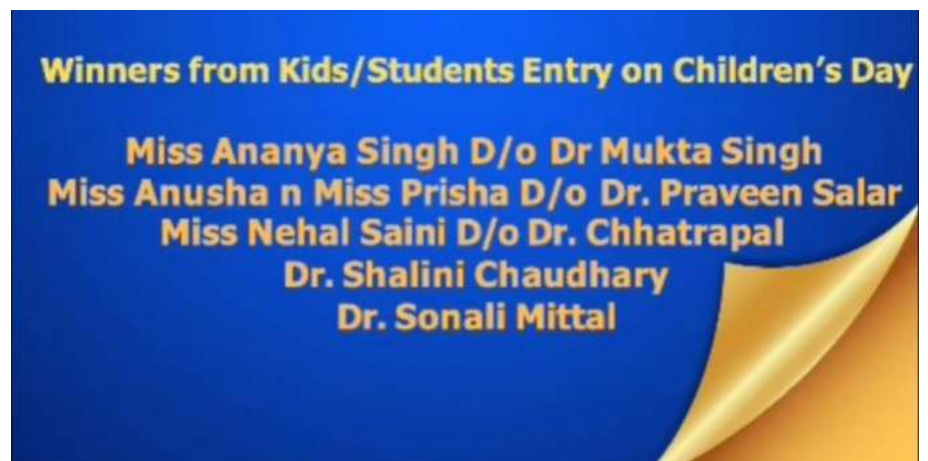 Winners from Kids/Students Entry on Children’s Day
Miss Ananya Singh D/o Dr Mukta Singh
Miss Anusha n Miss Prisha D/o Dr. Praveen Salar
Miss Nehal Saini D/o Dr. Chhatrapal
Dr. Shalini Chaudhary
Dr. Sonali Mittal